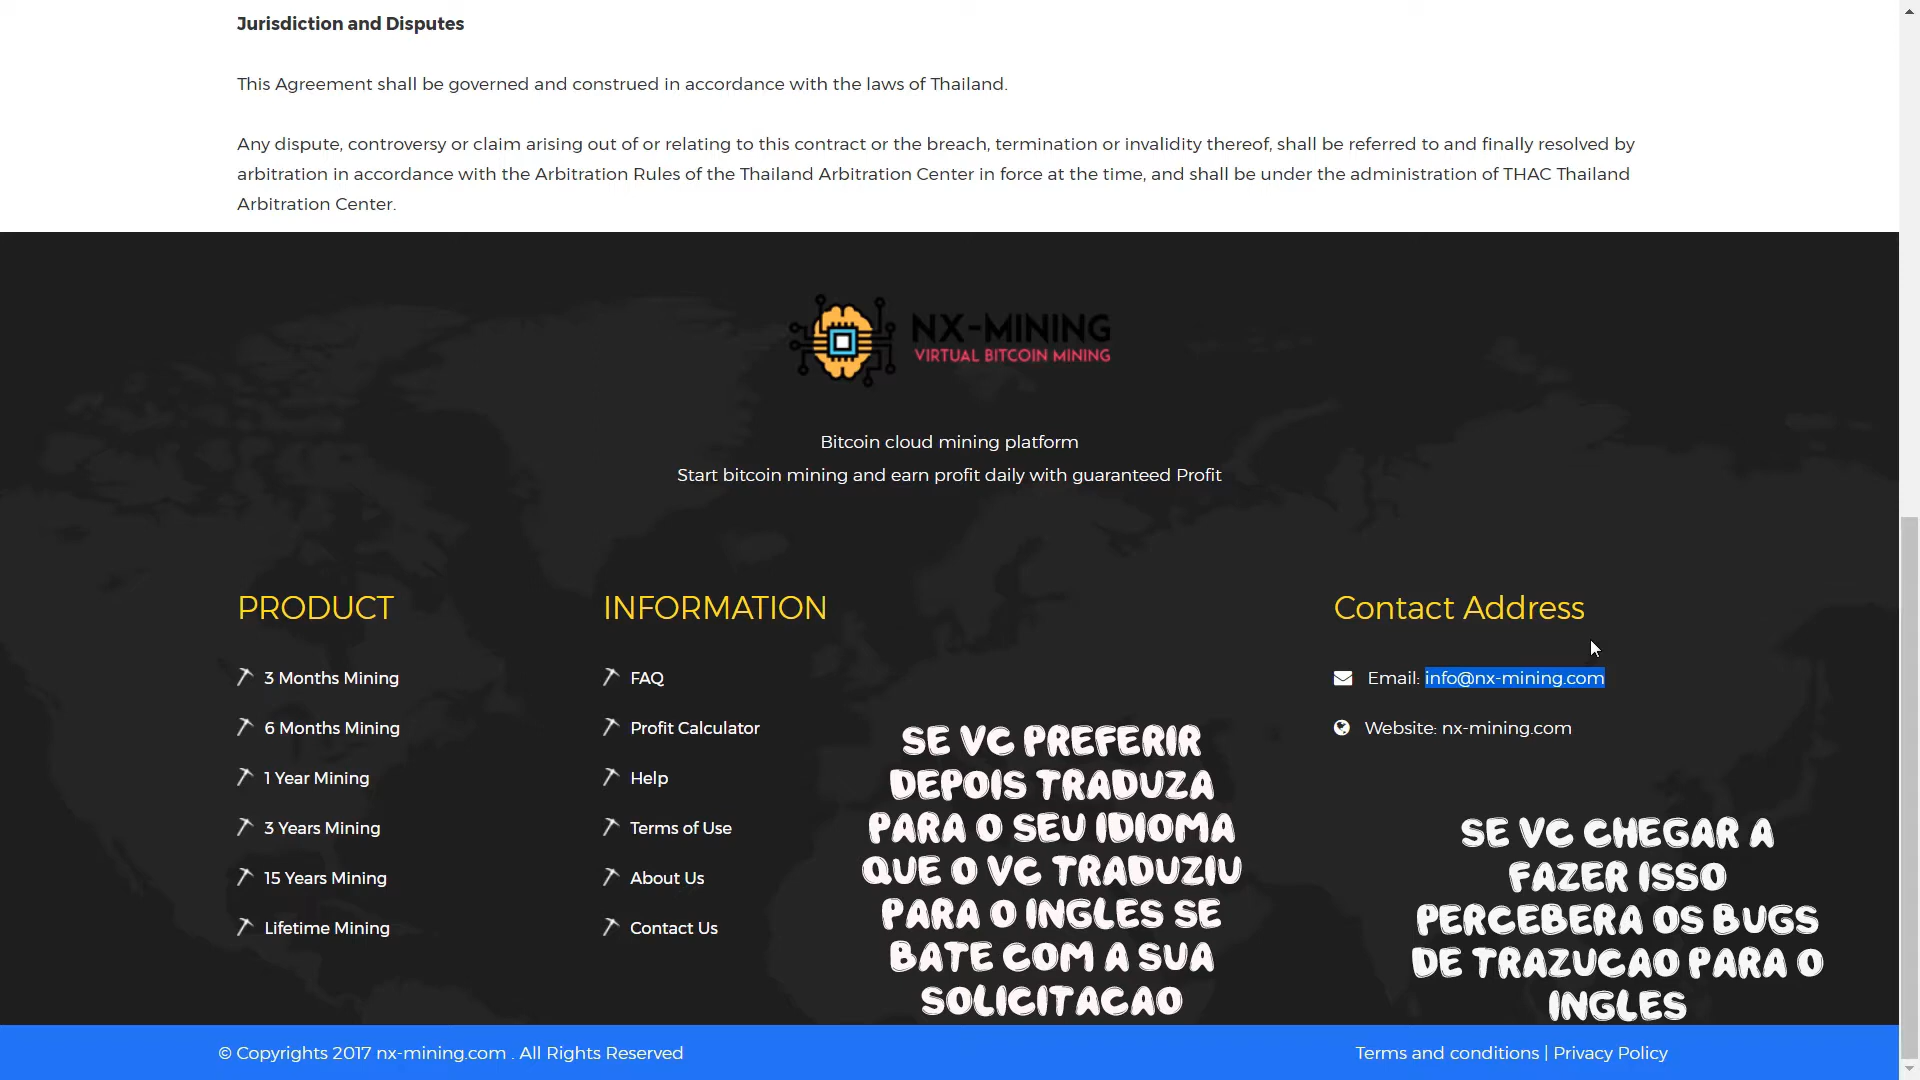 Jurisdiction and Disputes
This Agreement shall be governed and construed in accordance with the laws of Thailand.
Any dispute, controversy or claim arising out of or relating to this contract or the breach, termination or invalidity thereof, shall be referred to and finally resolved by
arbitration in accordance with the Arbitration Rules of the Thailand Arbitration Center in force at the time, and shall be under the administration of THAC Thailand
Arbitration Center.
NX-MINING
VIRTUAL BITCOIN MINING
Bitcoin cloud mining platform
Start bitcoin mining and earn profit daily with guaranteed Profit
PRODUCT
3 Months Mining
6 Months Mining
1 Year Mining
3 Years Mining
15 Years Mining
Lifetime Mining
INFORMATION
FAQ
Profit Calculator
Help
Terms of Use
About Us
Contact Us
SE VC PREFERIR
DEPOIS TRADUZA
PARA O SEU IDIOMA
QUE O VC TRADUZIU
PARA O INGLES SE
BATE COM A SUA
SOLICITACAO
Contact Address
Email: info@nx-mining.com
Website: nx-mining.com
SE VC CHEGAR A
FAZER ISSO
PERCEBERA OS BUGS
DE TRAZUCAO PARA O
INGLES
© Copyrights 2017 nx-mining.com . All Rights Reserved
Terms and conditions | Privacy Policy